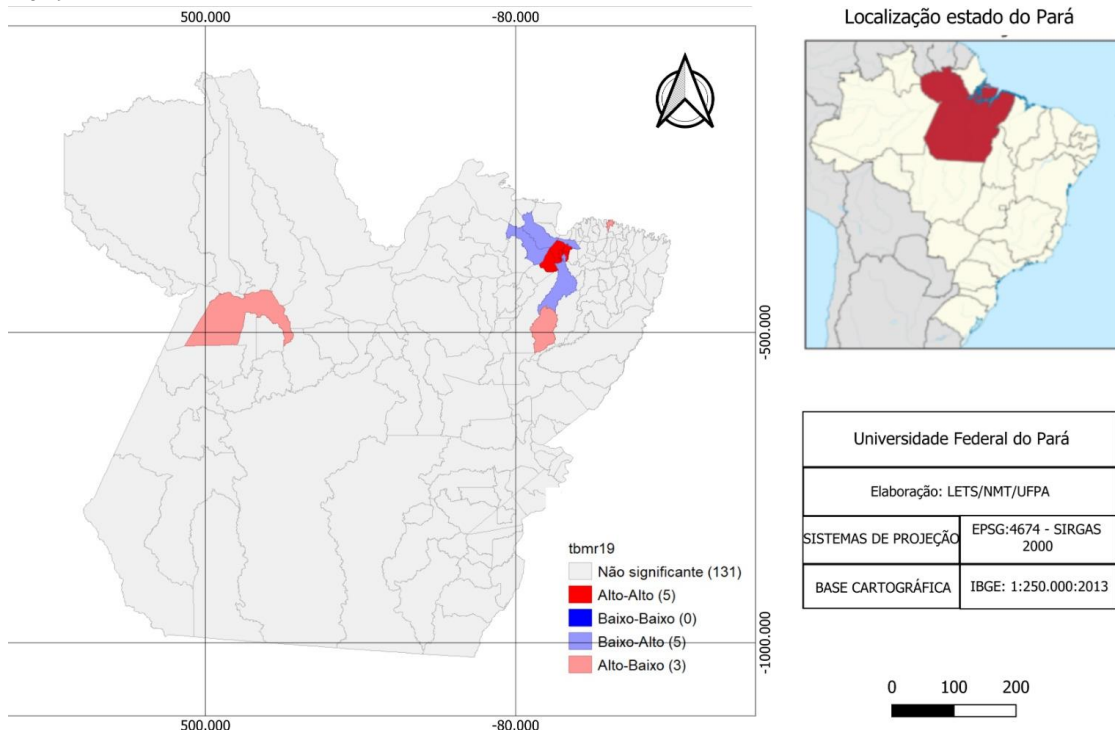 500.000
-80.000
Localização estado do Pará
-500.000
-1000.000
tbmr19
Não significante (131)
Alto-Alto (5)
Baixo-Baixo (0)
Baixo-Alto (5)
Alto-Baixo (3)
500.000
-80.000
Universidade Federal do Pará
Elaboração: LETS/NMT/UFPA
SISTEMAS DE PROJEÇÃO
EPSG:4674 - SIRGAS
2000
BASE CARTOGRÁFICA
IBGE: 1:250.000:2013
0 100 200